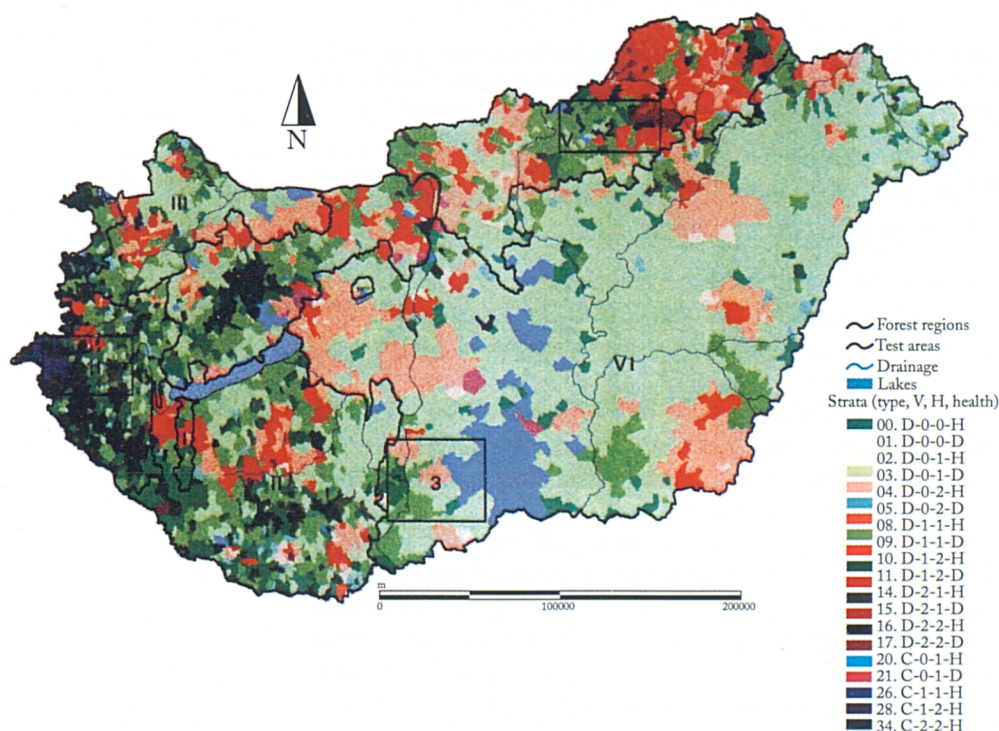 N
III
V
2
VI
II
3
m
0 100000 200000
Forest regions
Test areas
Drainage
Lakes
Strata (type, V, H, health)
00. D-0-0-H
01. D-0-0-D
02. D-0-1-H
03. D-0-1-D
04. D-0-2-H
05. D-0-2-D
08. D-1-1-H
09. D-1-1-D
10. D-1-2-H
11. D-1-2-D
14. D-2-1-H
15. D-2-1-D
16. D-2-2-H
17. D-2-2-D
20. C-0-1-H
21. C-0-1-D
26. C-1-1-H
28. C-1-2-H
34. C-2-2-H